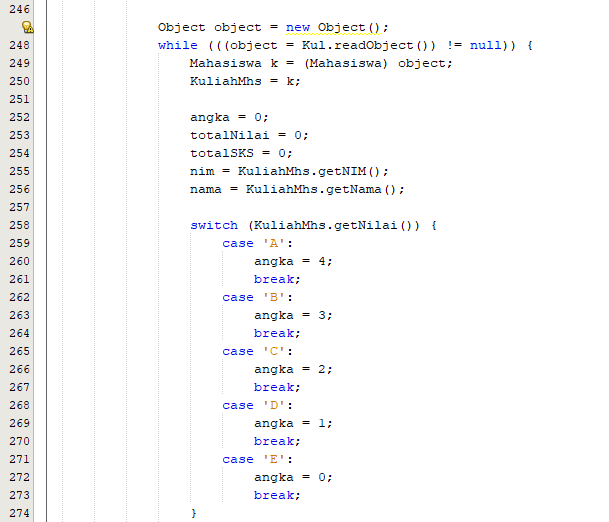 246
Object object = new Object();
248 while (((object = Kul.readObject()) != null)) {
249 Mahasiswa k = (Mahasiswa) object;
250 KuliahMhs = k;
251
252 angka = 0;
253 totalNilai = 0;
254 totalSKS = 0;
255 nim = KuliahMhs.getNIM();
256 nama = KuliahMhs.getNama();
257
258 switch (KuliahMhs.getNilai()) {
259 case 'A':
260 angka = 4;
261 break;
262 case 'B':
263 angka = 3;
264 break;
265 case 'C':
266 angka = 2;
267 break;
268 case 'D':
269 angka = 1;
270 break;
271 case 'E':
272 angka = 0;
273 break;
274 }